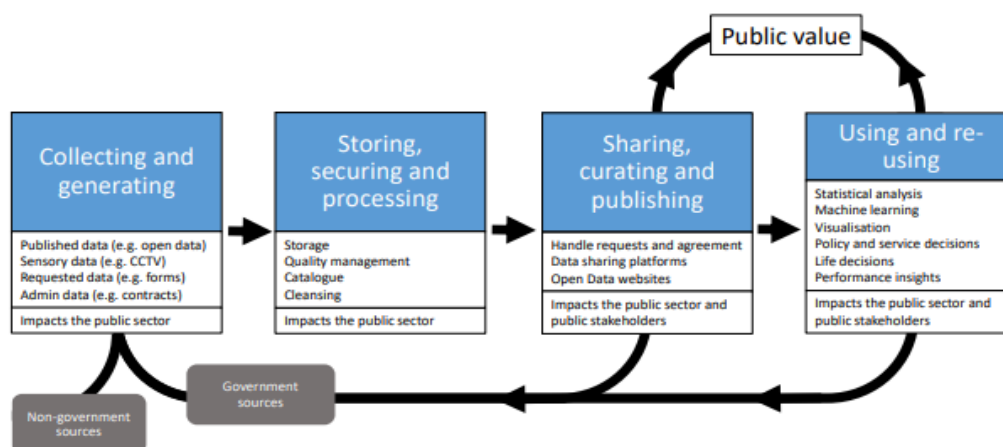 Public value
Collecting and
generating
Published data (e.g. open data)
Sensory data (e.g. CCTV)
Requested data (e.g. forms)
Admin data (e.g. contracts)
Impacts the public sector
Storing,
securing and
processing
Storage
Quality management
Catalogue
Cleansing
Impacts the public sector
Sharing,
curating and
publishing
Handle requests and agreement
Data sharing platforms
Open Data websites
Impacts the public sector and
public stakeholders
Using and re-
using
Statistical analysis
Machine learning
Visualisation
Policy and service decisions
Life decisions
Performance insights
Impacts the public sector and
public stakeholders
Government
sources
Non-government
sources